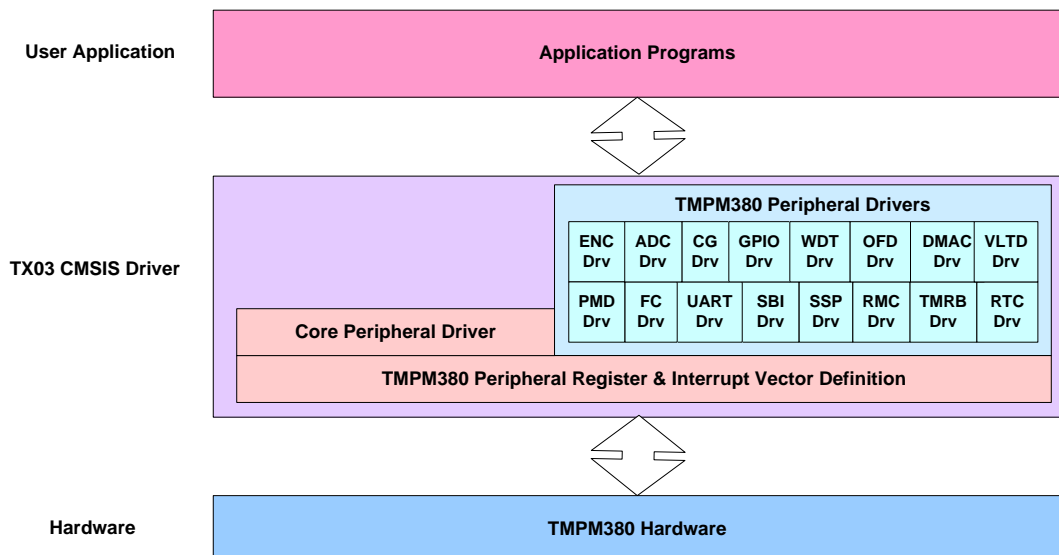 User Application
Application Programs
TX03 CMSIS Driver
TMPM380 Peripheral Drivers
ENC Drv
ADC Drv
CG Drv
GPIO Drv
WDT Drv
OFD Drv
DMAC Drv
VLTD Drv
PMD Drv
FC Drv
UART Drv
SBI Drv
SSP Drv
RMC Drv
TMRB Drv
RTC Drv
Core Peripheral Driver
TMPM380 Peripheral Register & Interrupt Vector Definition
Hardware
TMPM380 Hardware